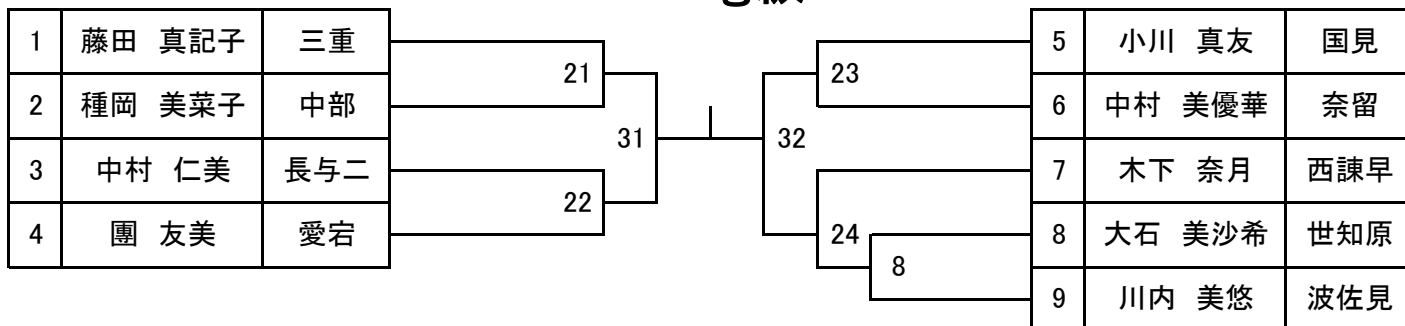 1 藤田 真記子 三重
2 種岡 美菜子 中部
3 中村 仁美 長与二
4 團 友美 愛宕
21
31
22
23
32
24
8
5 小川 真友 国見
6 中村 美優華 奈留
7 木下 奈月 西諫早
8 大石 美沙希 世知原
9 川内 美悠 波佐見